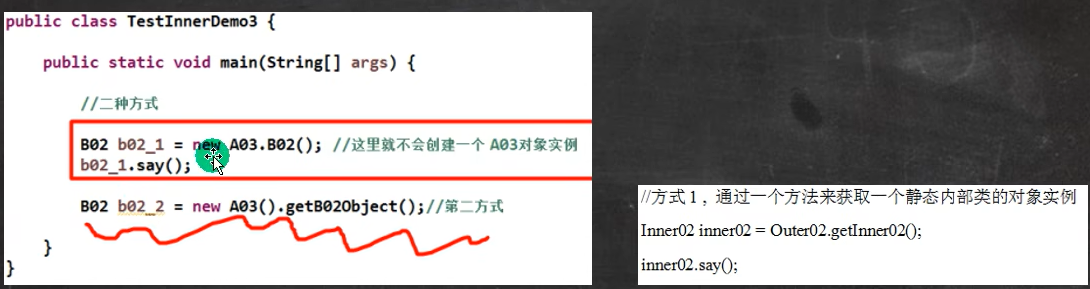 public class TestInnerDemo3 {
public static void main(String[] args) {
//二种方式
B02 b02_1 = new A03.B02(); //这里就不会创建一个 A03对象实例
b02_1.say();
B02 b02_2 = new A03().getB02Object();//第二方式
}
}
//方式 1 , 通过一个方法来获取一个静态内部类的对象实例
Inner02 inner02 = Outer02.getInner02();
inner02.say();